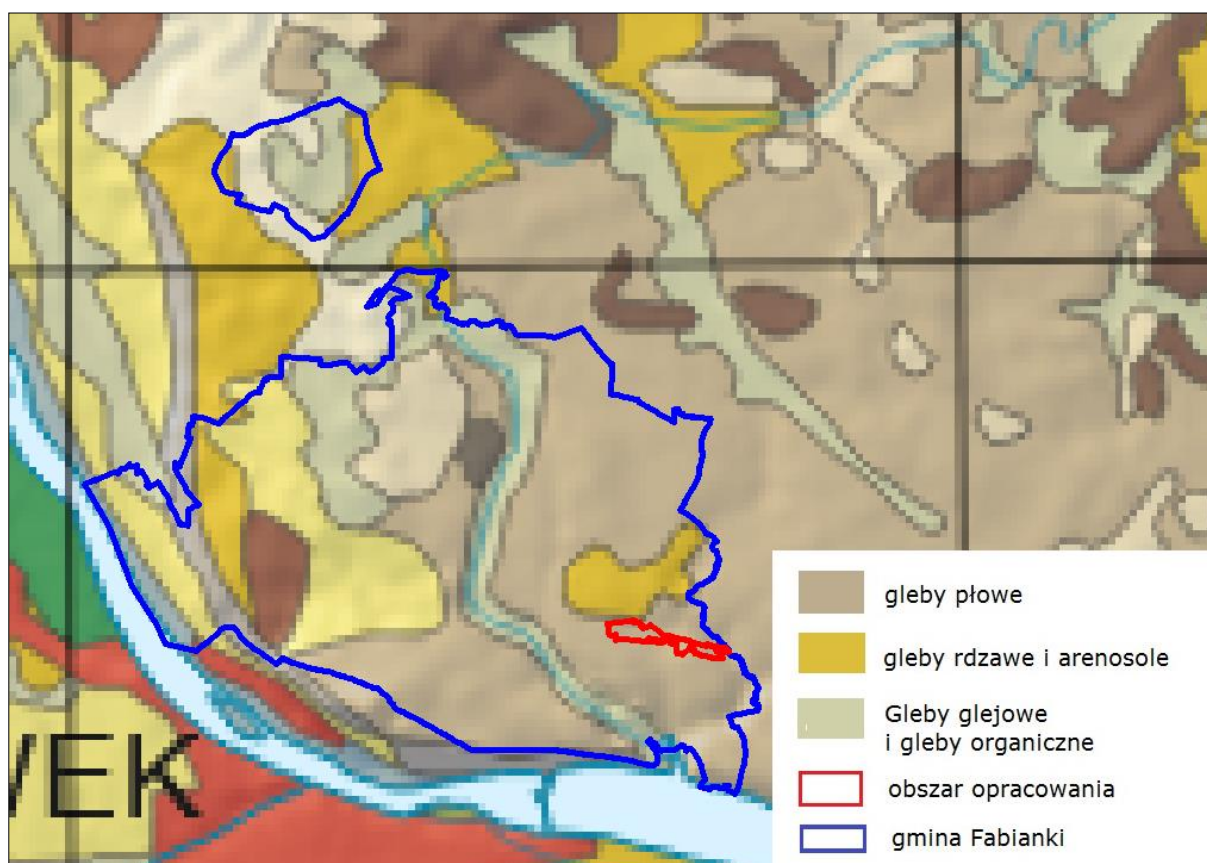 gleby płowe
gleby rdzawe i arenosole
Gleby glejowe
i gleby organiczne
obszar opracowania
gmina Fabianki
WEK